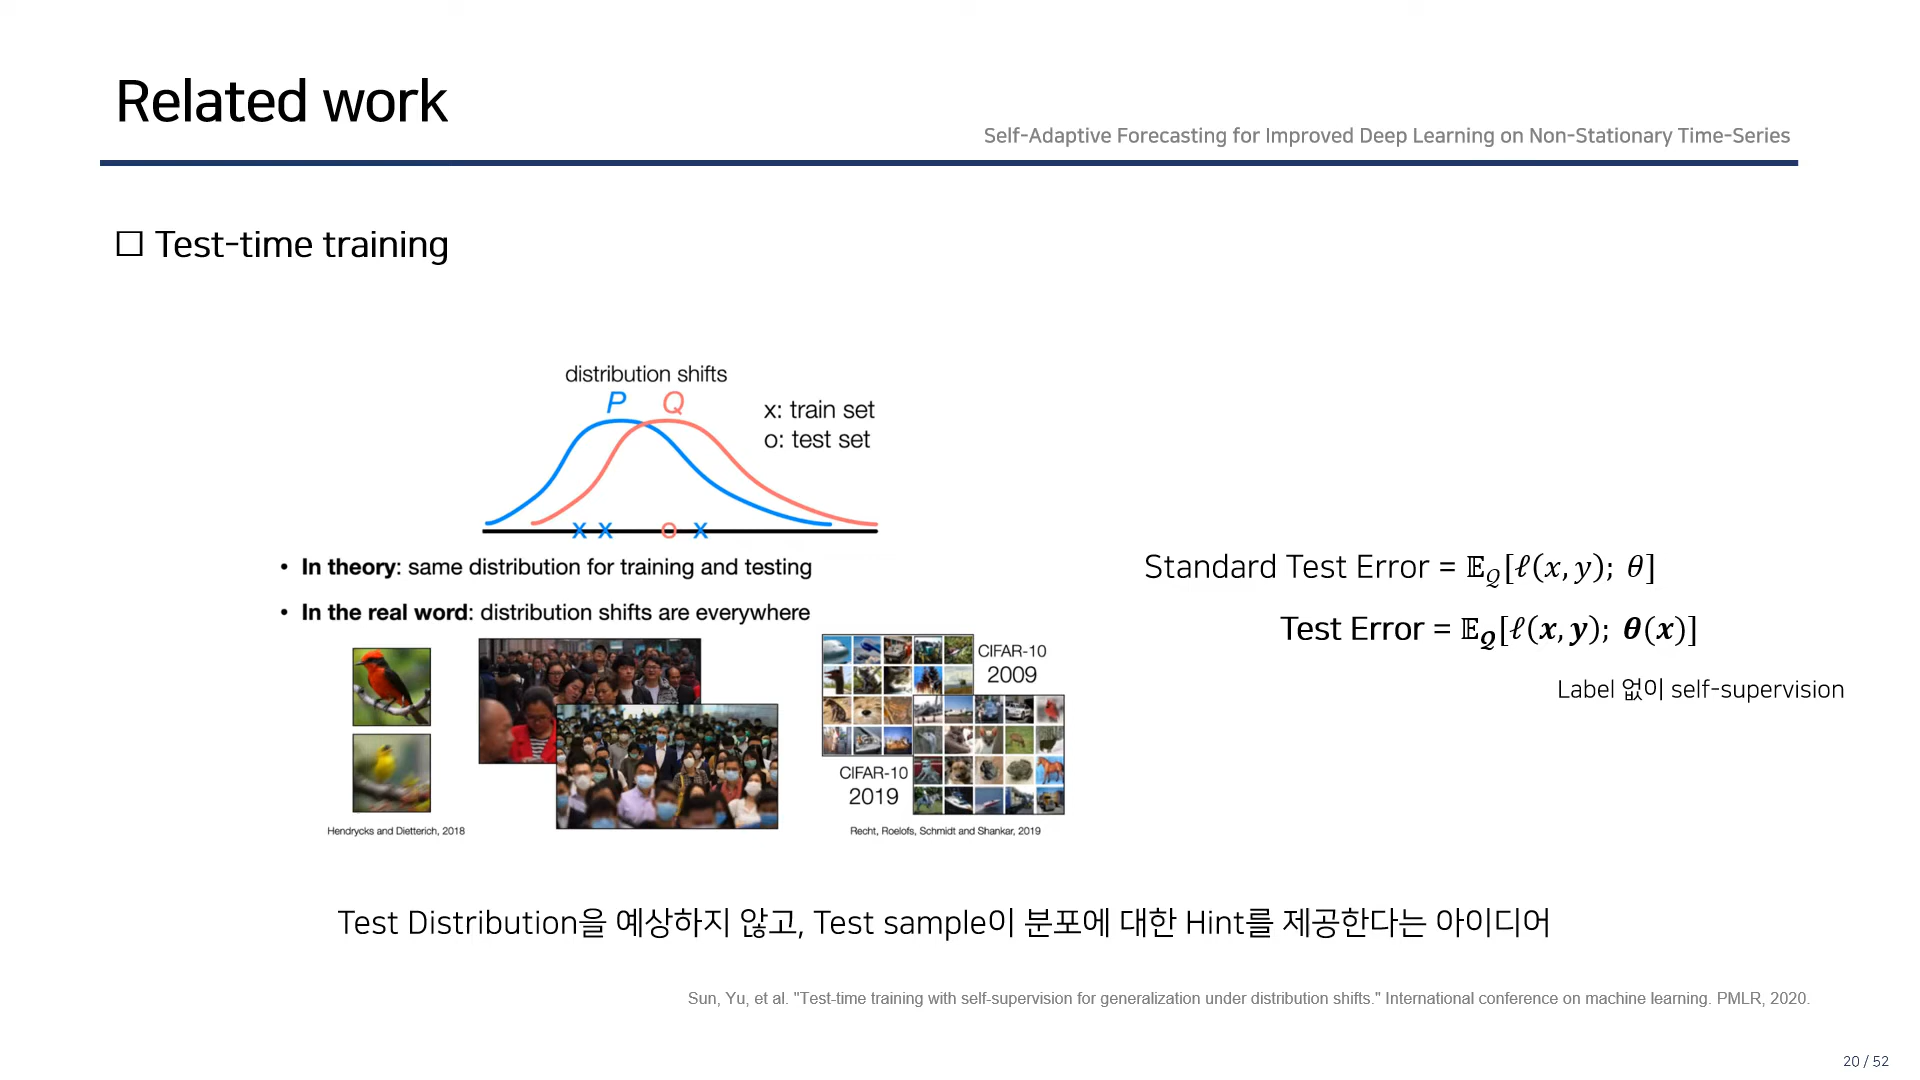 Related work
Self-Adaptive Forecasting for Improved Deep Learning on Non-Stationary Time-Series
☐ Test-time training
distribution shifts
P Q
x: train set
o: test set
x x o x
• In theory: same distribution for training and testing
• In the real word: distribution shifts are everywhere
CIFAR-10
2009
CIFAR-10
2019
Hendrycks and Dietterich, 2018
Recht, Roelofs, Schmidt and Shankar, 2019
Standard Test Error = 𝔼_Q[ℓ(x, y); θ]
Test Error = 𝔼_Q[ℓ(x, y); θ(x)]
Label 없이 self-supervision
Test Distribution을 예상하지 않고, Test sample이 분포에 대한 Hint를 제공한다는 아이디어
Sun, Yu, et al. "Test-time training with self-supervision for generalization under distribution shifts." International conference on machine learning. PMLR, 2020.
20 / 52